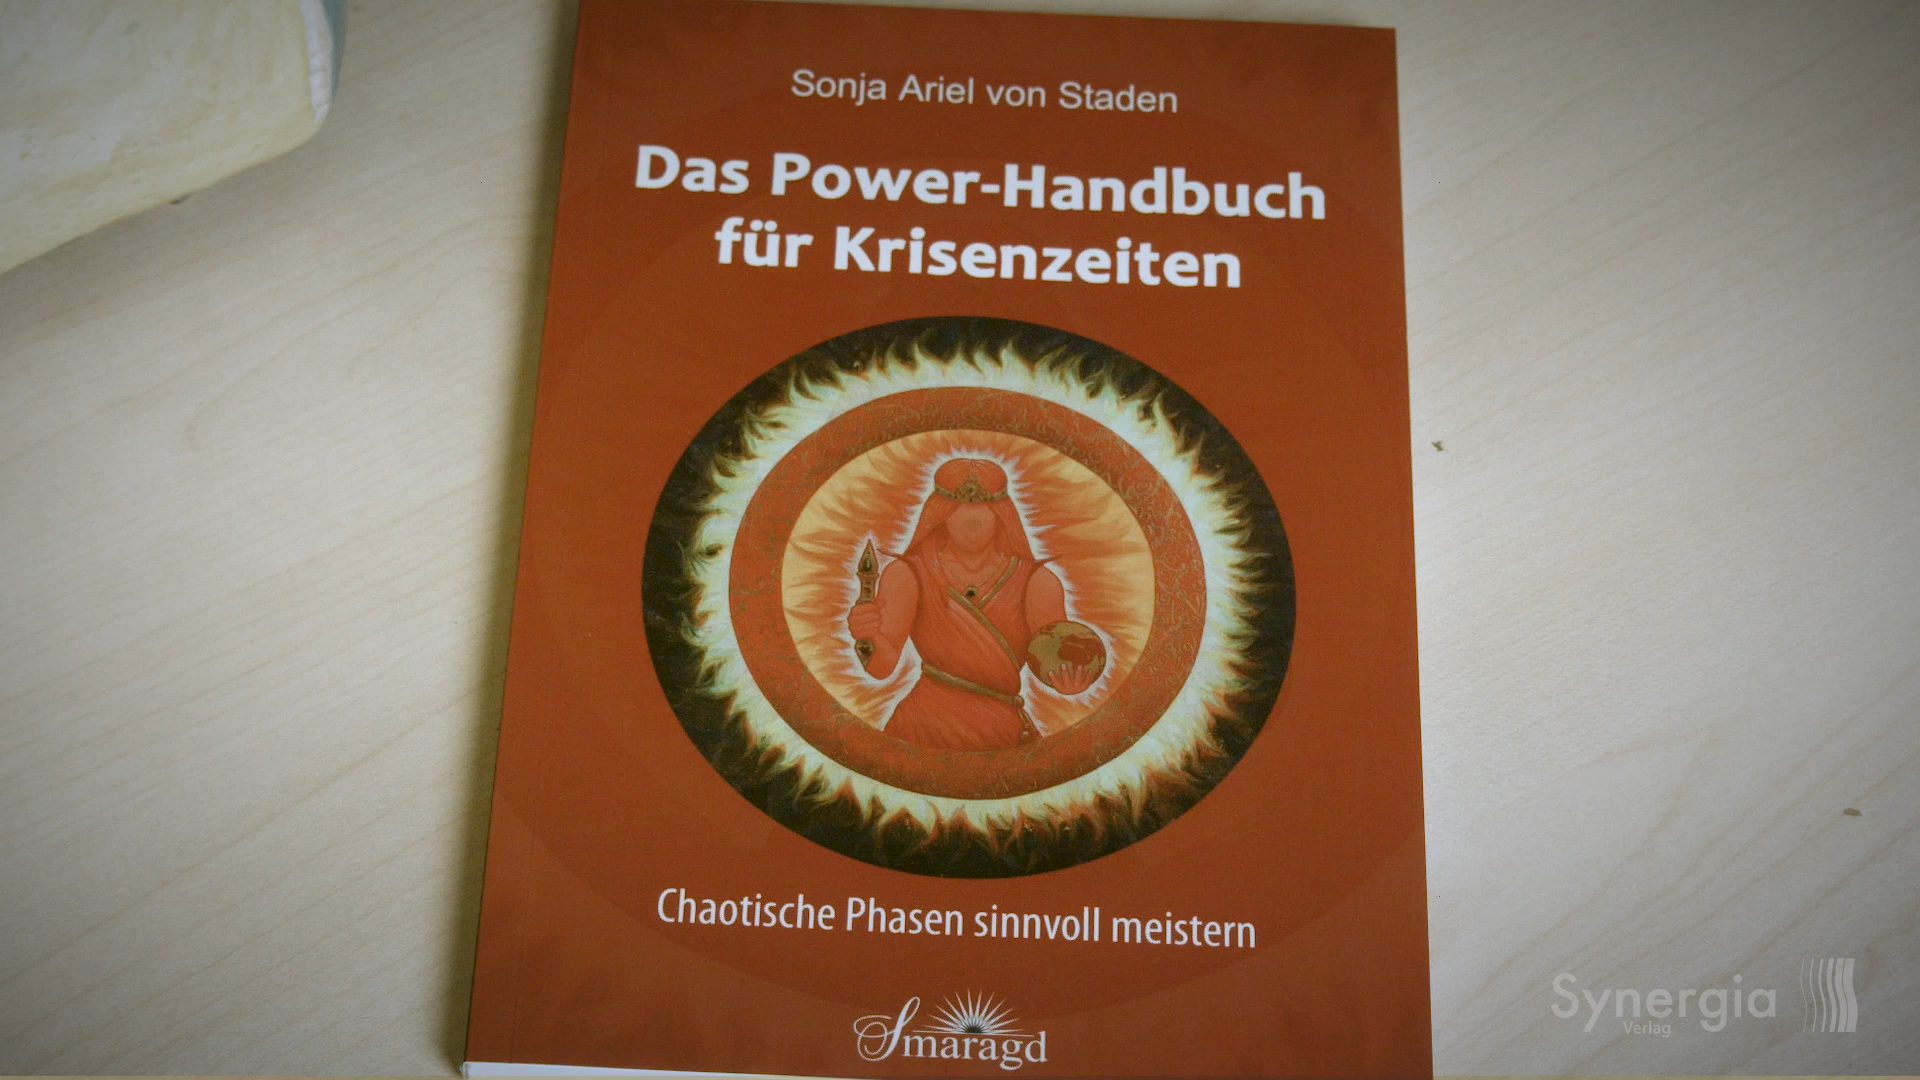 Sonja Ariel von Staden
Das Power-Handbuch
für Krisenzeiten
Chaotische Phasen sinnvoll meistern
Smaragd
Synergia
Verlag